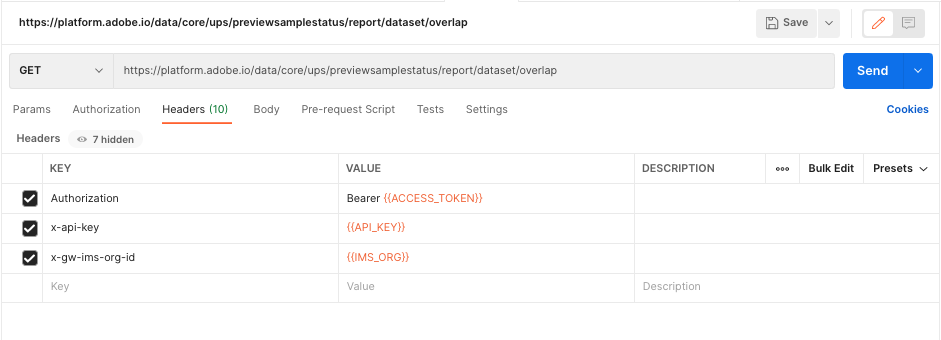 https://platform.adobe.io/data/core/ups/previewsamplestatus/report/dataset/overlap
Save
GET https://platform.adobe.io/data/core/ups/previewsamplestatus/report/dataset/overlap Send
Params Authorization Headers (10) Body Pre-request Script Tests Settings Cookies
Headers 7 hidden
KEY VALUE DESCRIPTION ooo Bulk Edit Presets
Authorization Bearer {{ACCESS_TOKEN}}
x-api-key {{API_KEY}}
x-gw-ims-org-id {{IMS_ORG}}
Key Value Description